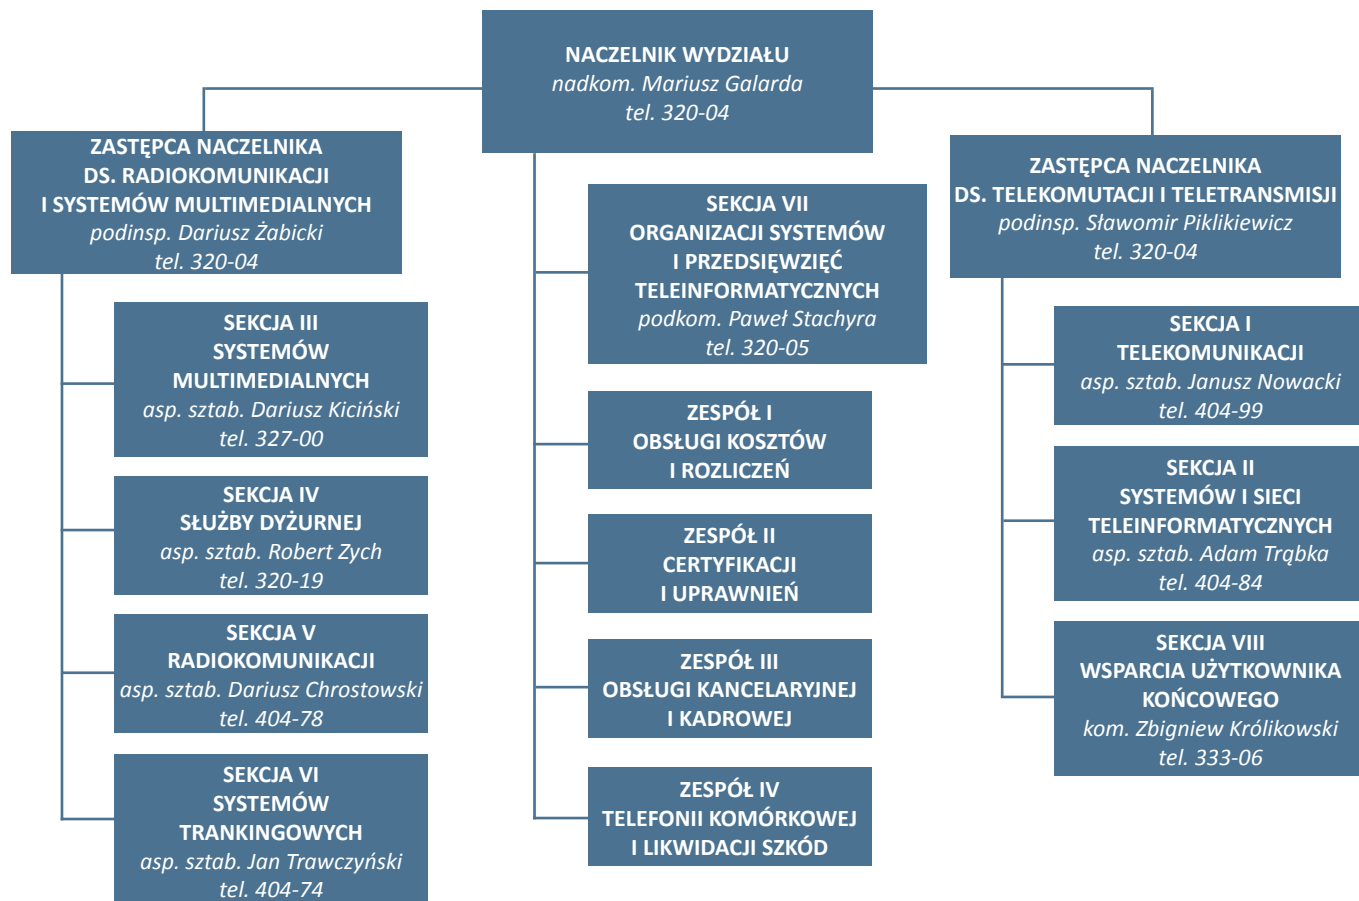 NACZELNIK WYDZIAŁU
nadkom. Mariusz Galarda
tel. 320-04
ZASTĘPCA NACZELNIKA
DS. RADIOKOMUNIKACJI
I SYSTEMÓW MULTIMEDIALNYCH
podinsp. Dariusz Żabicki
tel. 320-04
SEKCJA III
SYSTEMÓW
MULTIMEDIALNYCH
asp. sztab. Dariusz Kiciński
tel. 327-00
SEKCJA IV
SŁUŻBY DYŻURNEJ
asp. sztab. Robert Zych
tel. 320-19
SEKCJA V
RADIOKOMUNIKACJI
asp. sztab. Dariusz Chrostowski
tel. 404-78
SEKCJA VI
SYSTEMÓW
TRANKINGOWYCH
asp. sztab. Jan Trawczyński
tel. 404-74
SEKCJA VII
ORGANIZACJI SYSTEMÓW
I PRZEDSIĘWZIĘĆ
TELEINFORMATYCZNYCH
podkom. Paweł Stachyra
tel. 320-05
ZESPÓŁ I
OBSŁUGI KOSZTÓW
I ROZLICZEŃ
ZESPÓŁ II
CERTYFIKACJI
I UPRAWNIEŃ
ZESPÓŁ III
OBSŁUGI KANCELARYJNEJ
I KADROWEJ
ZESPÓŁ IV
TELEFONII KOMÓRKOWEJ
I LIKWIDACJI SZKÓD
ZASTĘPCA NACZELNIKA
DS. TELEKOMUTACJI I TELETRANSMISJI
podinsp. Sławomir Piklikiewicz
tel. 320-04
SEKCJA I
TELEKOMUNIKACJI
asp. sztab. Janusz Nowacki
tel. 404-99
SEKCJA II
SYSTEMÓW I SIECI
TELEINFORMATYCZNYCH
asp. sztab. Adam Trąbka
tel. 404-84
SEKCJA VIII
WSPARCIA UŻYTKOWNIKA
KOŃCOWEGO
kom. Zbigniew Królikowski
tel. 333-06